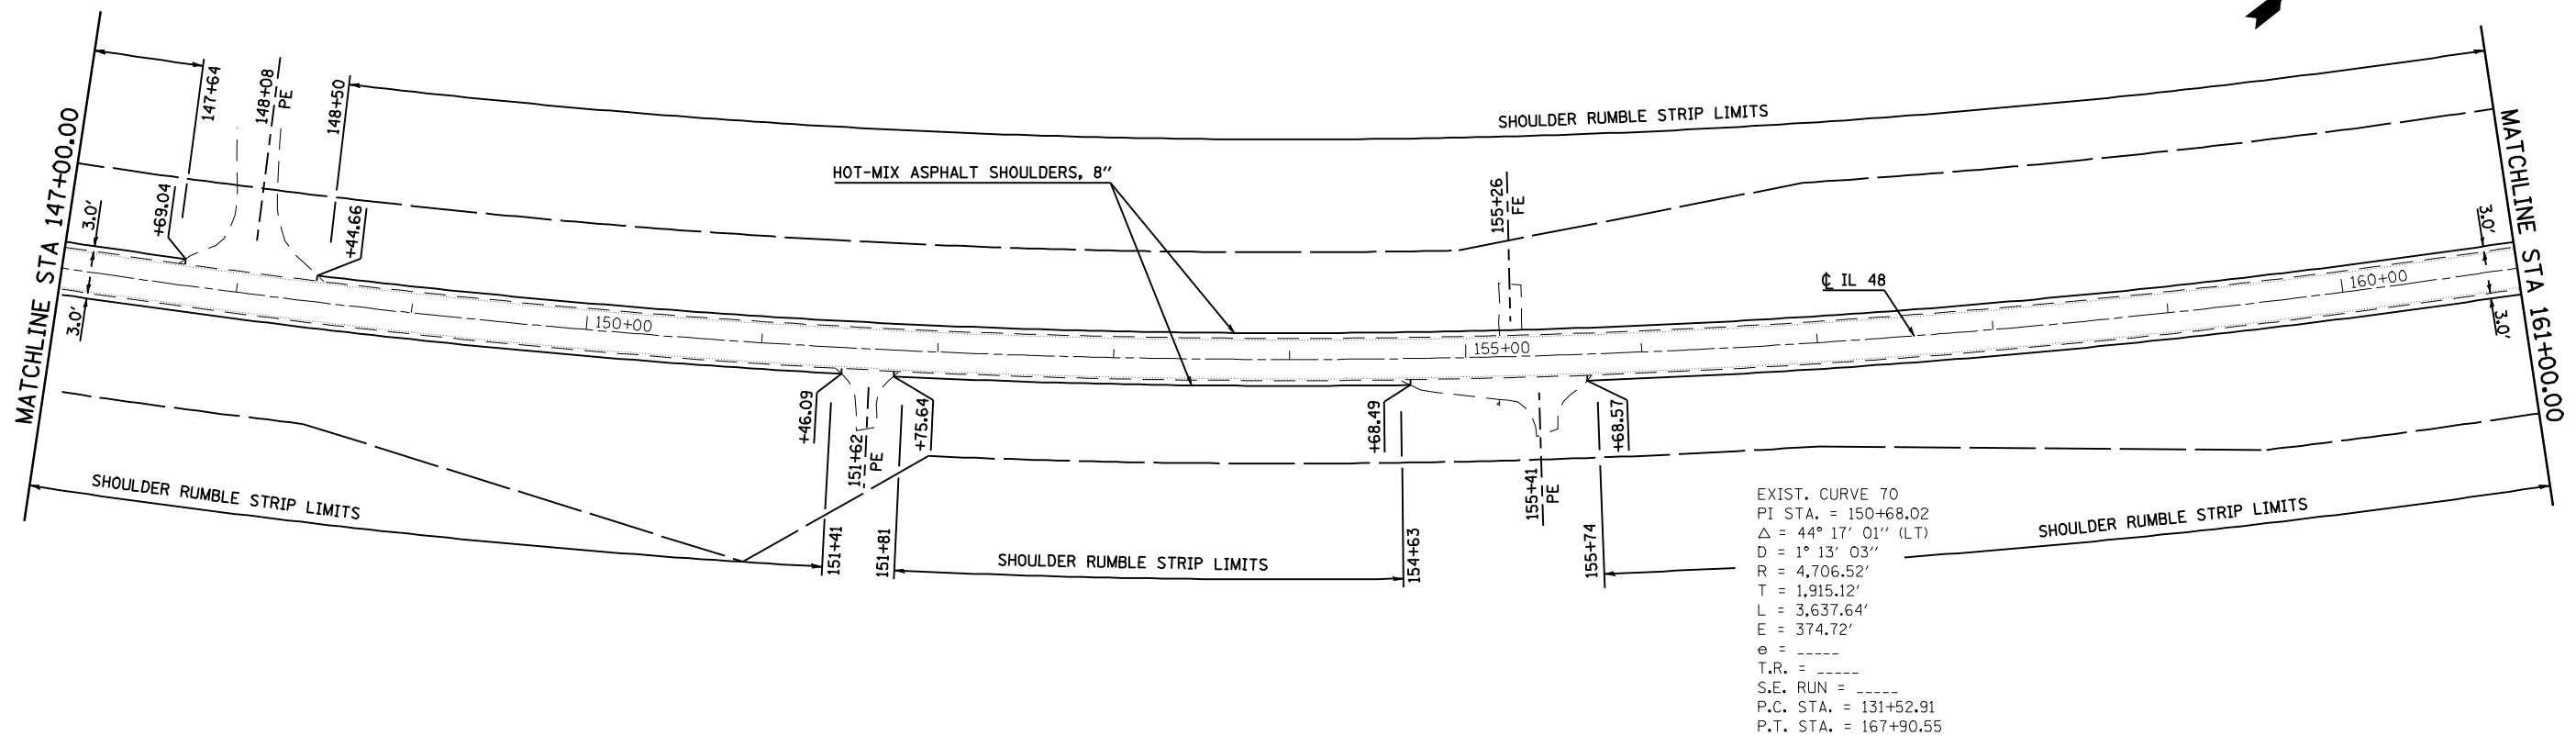 MATCHLINE STA 147+00.00
147+64
148+08
PE
148+50
SHOULDER RUMBLE STRIP LIMITS
MATCHLINE STA 161+00.00
HOT-MIX ASPHALT SHOULDERS, 8"
3.0'
3.0'
+69.04
+44.66
155+26
FE
℄ IL 48
3.0'
3.0'
150+00
155+00
160+00
+46.09
151+62
PE
+75.64
+68.49
155+41
PE
+68.57
SHOULDER RUMBLE STRIP LIMITS
151+41
151+81
SHOULDER RUMBLE STRIP LIMITS
154+63
155+74
SHOULDER RUMBLE STRIP LIMITS
EXIST. CURVE 70
PI STA. = 150+68.02
Δ = 44° 17' 01" (LT)
D = 1° 13' 03"
R = 4,706.52'
T = 1,915.12'
L = 3,637.64'
E = 374.72'
e = _____
T.R. = _____
S.E. RUN = _____
P.C. STA. = 131+52.91
P.T. STA. = 167+90.55